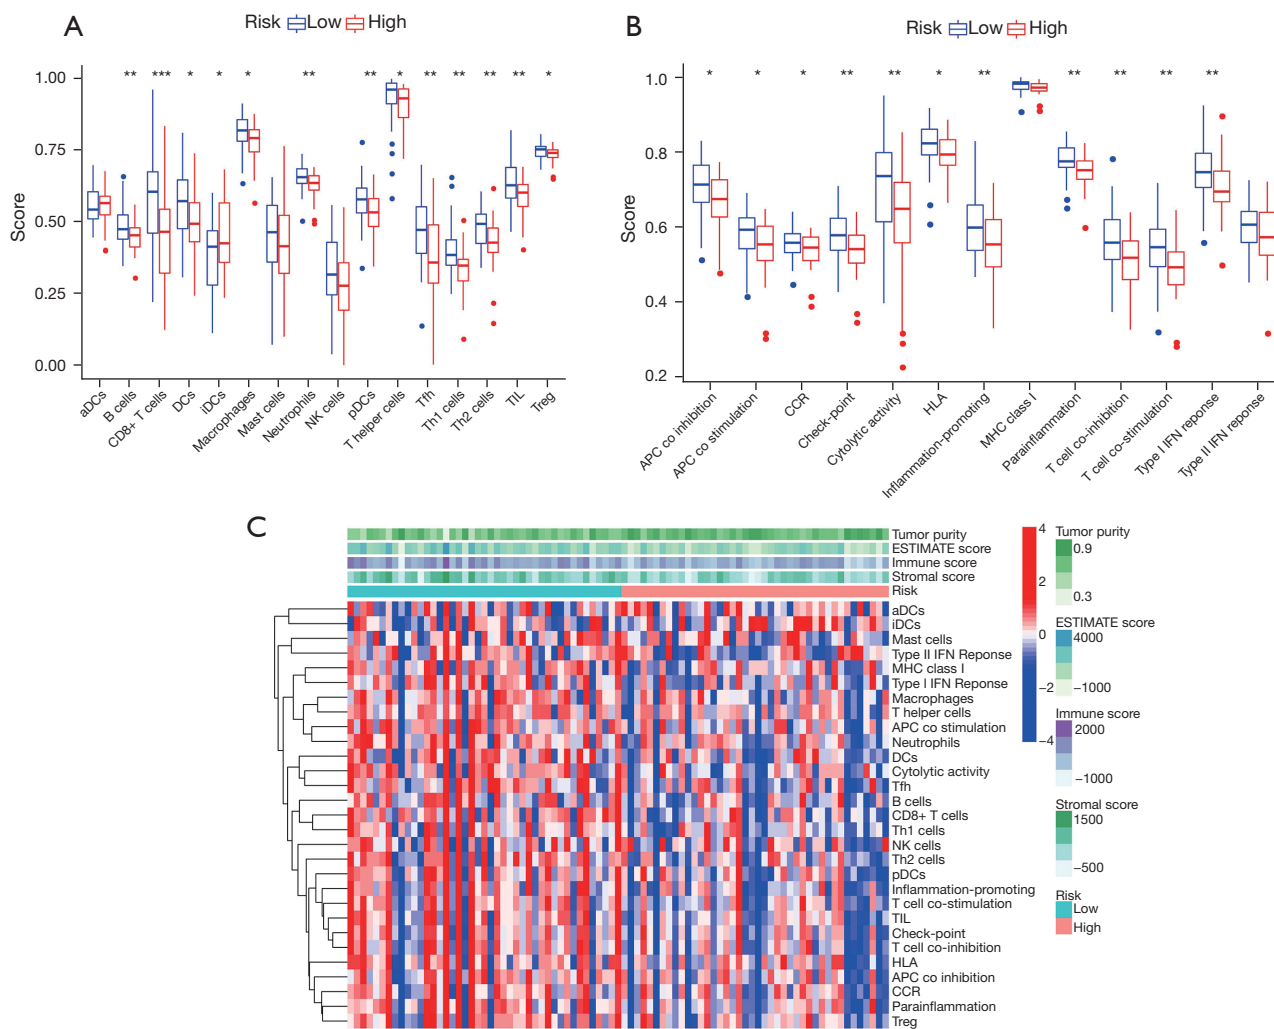 A
Risk Low High
** *** * * * ** ** * ** ** ** ** *
Score
1.00
0.75
0.50
0.25
0.00
aDCs
B cells
CD8+ T cells
DCs
iDCs
Macrophages
Mast cells
Neutrophils
NK cells
pDCs
T helper cells
Tfh
Th1 cells
Th2 cells
TIL
Treg
B
Risk Low High
* * * ** ** * ** ** ** ** **
Score
1.0
0.8
0.6
0.4
0.2
APC co inhibition
APC co stimulation
CCR
Check-point
Cytolytic activity
HLA
Inflammation-promoting
MHC class I
Parainflammation
T cell co-inhibition
T cell co-stimulation
Type I IFN reponse
Type II IFN reponse
C
Tumor purity
ESTIMATE score
Immune score
Stromal score
Risk
aDCs
iDCs
Mast cells
Type II IFN Reponse
MHC class I
Type I IFN Reponse
Macrophages
T helper cells
APC co stimulation
Neutrophils
DCs
Cytolytic activity
Tfh
B cells
CD8+ T cells
Th1 cells
NK cells
Th2 cells
pDCs
Inflammation-promoting
T cell co-stimulation
TIL
Check-point
T cell co-inhibition
HLA
APC co inhibition
CCR
Parainflammation
Treg
4
2
0
−2
−4
Tumor purity
0.9
0.3
ESTIMATE score
4000
−1000
Immune score
2000
−1000
Stromal score
1500
−500
Risk
Low
High